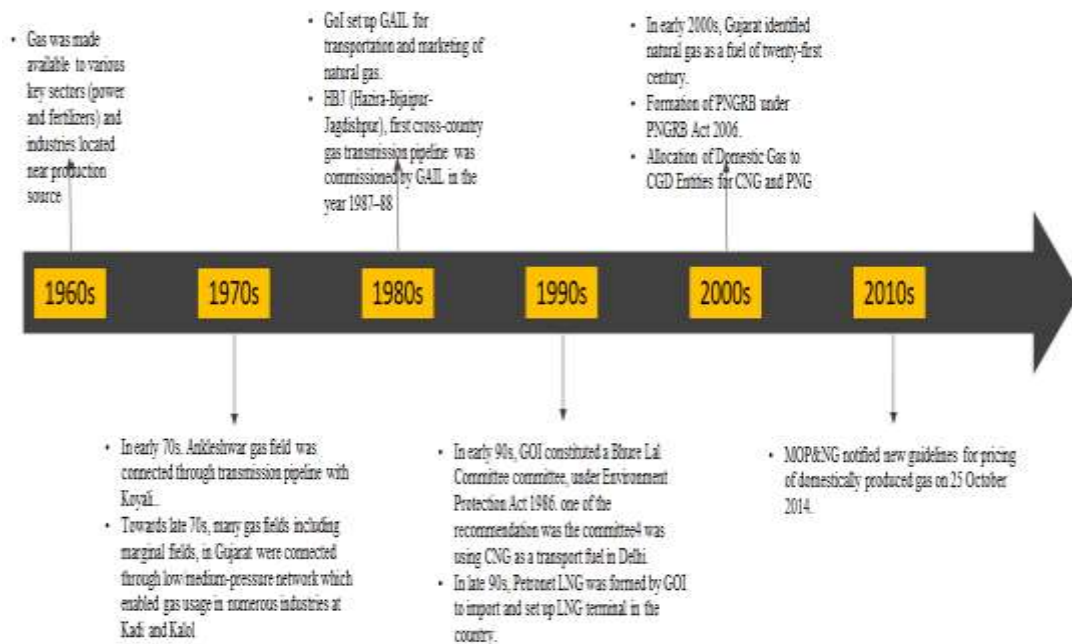 • Gas was made
available to various
key sectors (power
and fertilizers) and
industries located
near production
source
• GoI set up GAIL for
transportation and marketing of
natural gas.
• HBJ (Hazira-Bijaipur-
Jagdishpur), first cross-country
gas transmission pipeline was
commissioned by GAIL in the
year 1987–88
• In early 2000s, Gujarat identified
natural gas as a fuel of twenty-first
century.
• Formation of PNGRB under
PNGRB Act 2006.
• Allocation of Domestic Gas to
CGD Entities for CNG and PNG
1960s
1970s
1980s
1990s
2000s
2010s
• In early 70s. Ankleshwar gas field was
connected through transmission pipeline with
Koyali..
• Towards late 70s, many gas fields including
marginal fields, in Gujarat were connected
through low medium-pressure network which
enabled gas usage in numerous industries at
Kadi and Kalol
• In early 90s, GOI constituted a Bhure Lal
Committee committee, under Environment
Protection Act 1986. one of the
recommendation was the committee4 was
using CNG as a transport fuel in Delhi.
• In late 90s, Petronet LNG was formed by GOI
to import and set up LNG terminal in the
country.
• MOP&NG notified new guidelines for pricing
of domestically produced gas on 25 October
2014.